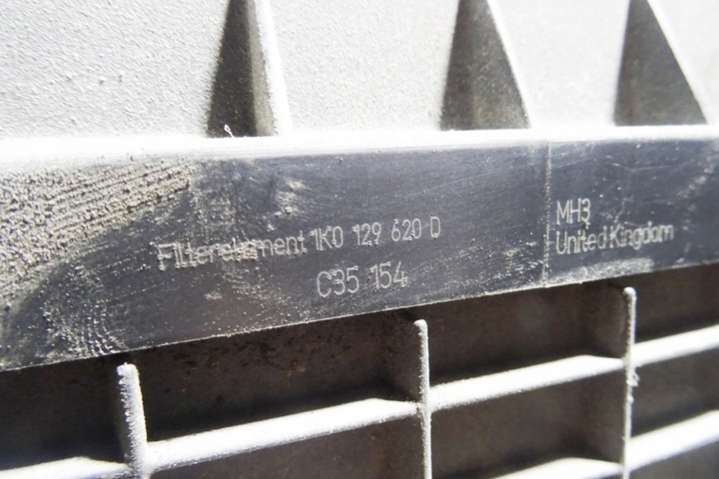 Filterelement 1K0 129 620 D
C35 154
MH3
United Kingdom